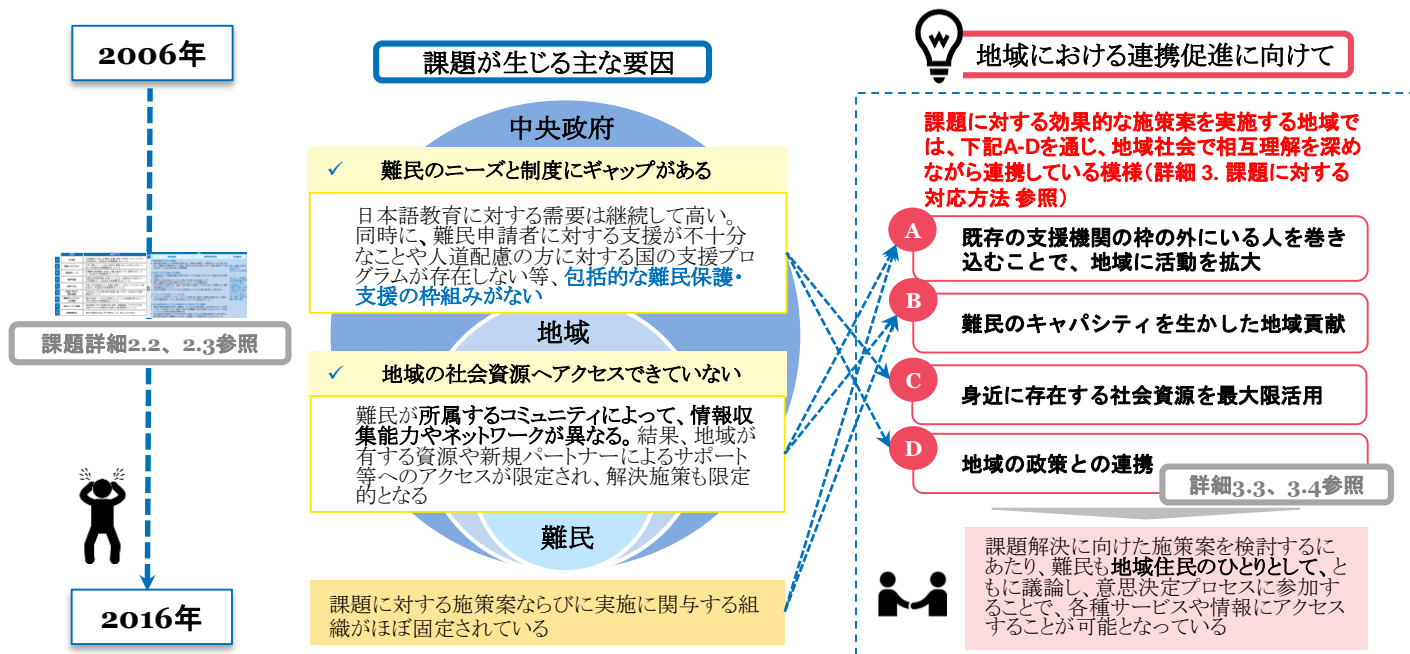 2006年
課題詳細2.2、2.3参照
2016年
課題が生じる主な要因
中央政府
✓ 難民のニーズと制度にギャップがある
日本語教育に対する需要は継続して高い。
同時に、難民申請者に対する支援が不十分
なことや人道配慮の方に対する国の支援プロ
グラムが存在しない等、包括的な難民保護・
支援の枠組みがない
地域
✓ 地域の社会資源へアクセスできていない
難民が所属するコミュニティによって、情報収
集能力やネットワークが異なる。結果、地域が
有する資源や新規パートナーによるサポート
等へのアクセスが限定され、解決施策も限定
的となる
難民
課題に対する施策案ならびに実施に関与する組
織がほぼ固定されている
地域における連携促進に向けて
課題に対する効果的な施策案を実施する地域で
は、下記A-Dを通じ、地域社会で相互理解を深め
ながら連携している模様（詳細 3. 課題に対する
対応方法 参照）
A
既存の支援機関の枠の外にいる人を巻き
込むことで、地域に活動を拡大
B
難民のキャパシティを生かした地域貢献
C
身近に存在する社会資源を最大限活用
D
地域の政策との連携
詳細3.3、3.4参照
課題解決に向けた施策案を検討するに
あたり、難民も地域住民のひとりとして、と
もに議論し、意思決定プロセスに参加す
ることで、各種サービスや情報にアクセス
することが可能となっている